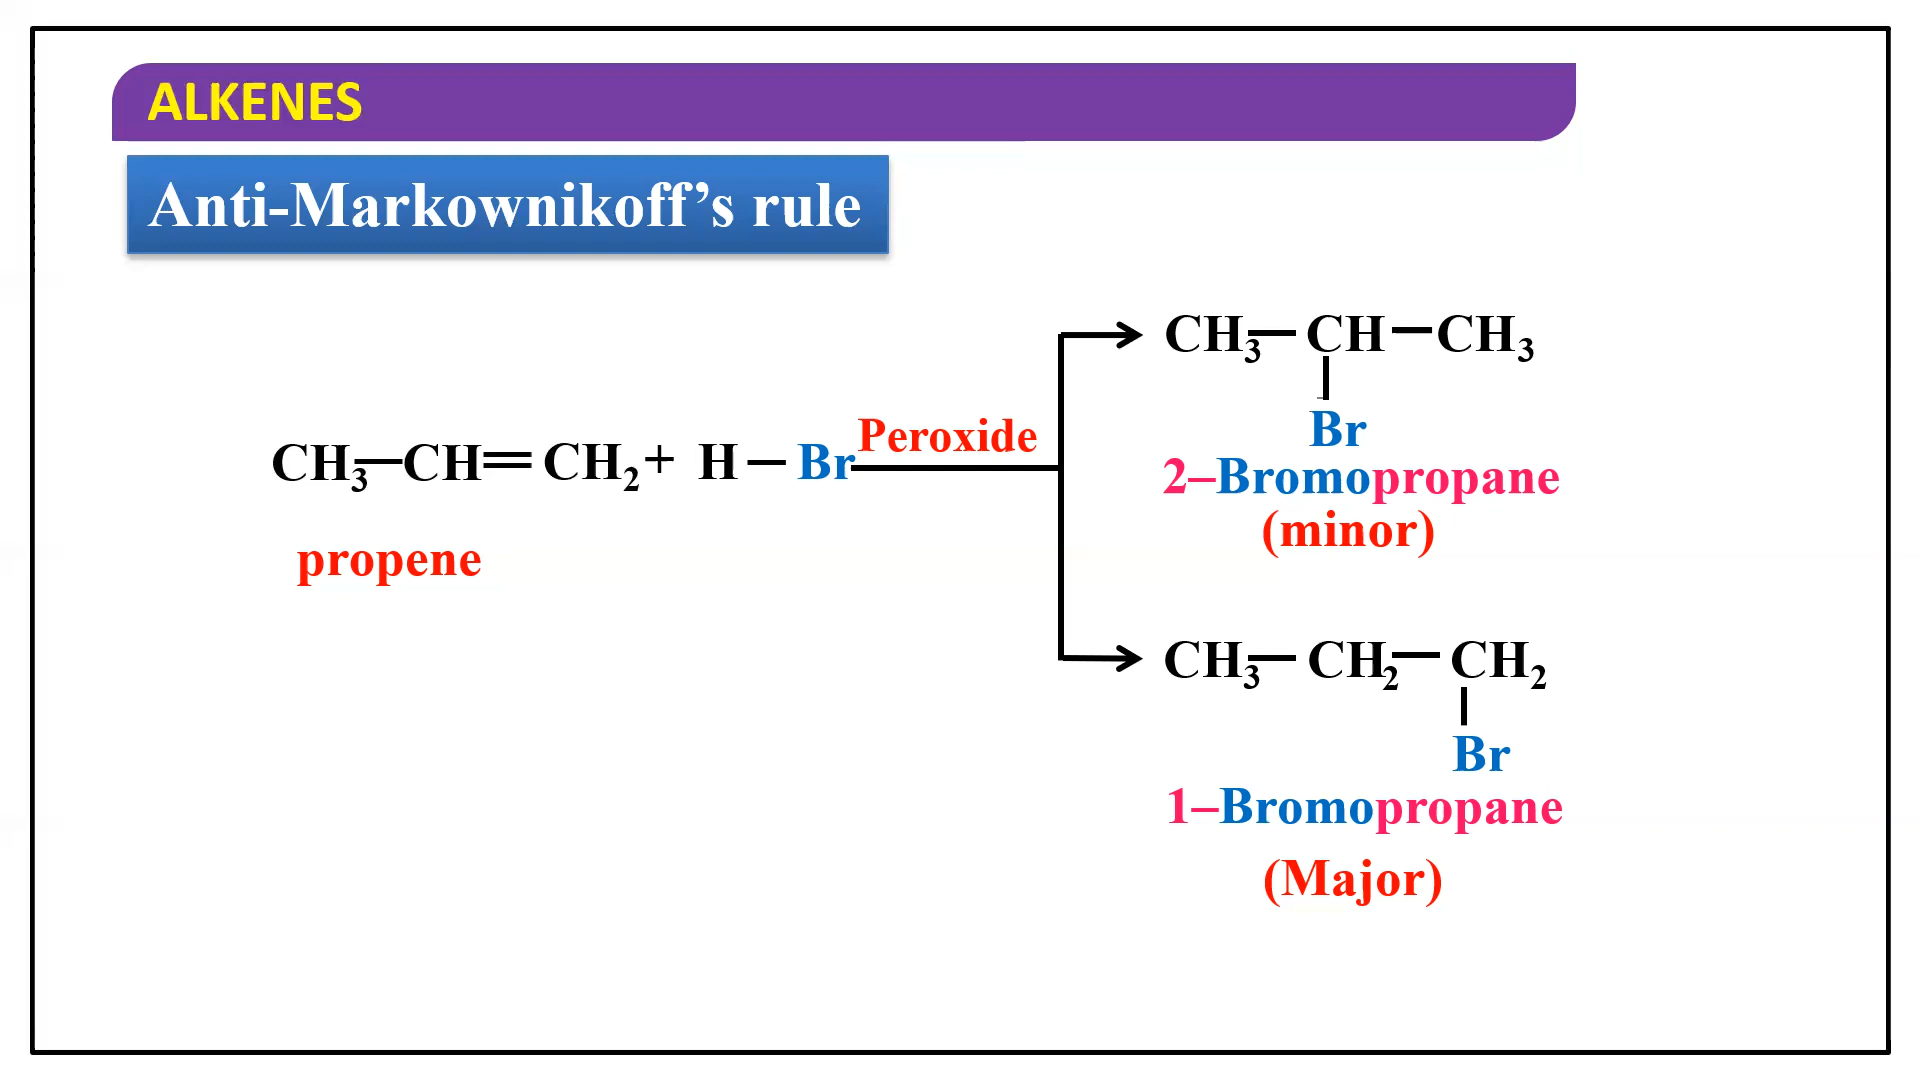 ALKENES
Anti-Markownikoff’s rule
CH₃—CH=CH₂ + H—Br
Peroxide
propene
CH₃—CH—CH₃
Br
2–Bromopropane
(minor)
CH₃—CH₂—CH₂
Br
1–Bromopropane
(Major)